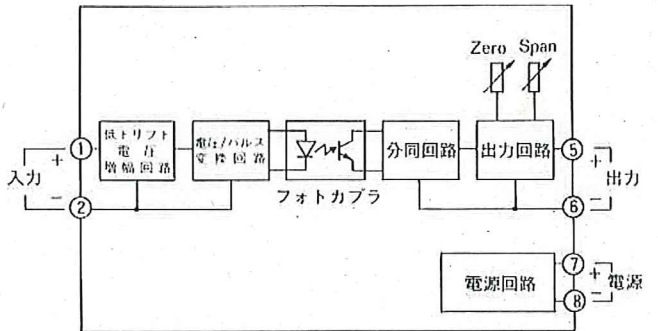 Zero Span
低ドリフト
電圧
増幅回路
電圧/パルス
変換回路
分同回路
出力回路
フォトカプラ
入力
+
-
①
②
⑤
⑥
+
-
出力
電源回路
⑦
⑧
+
-
電源